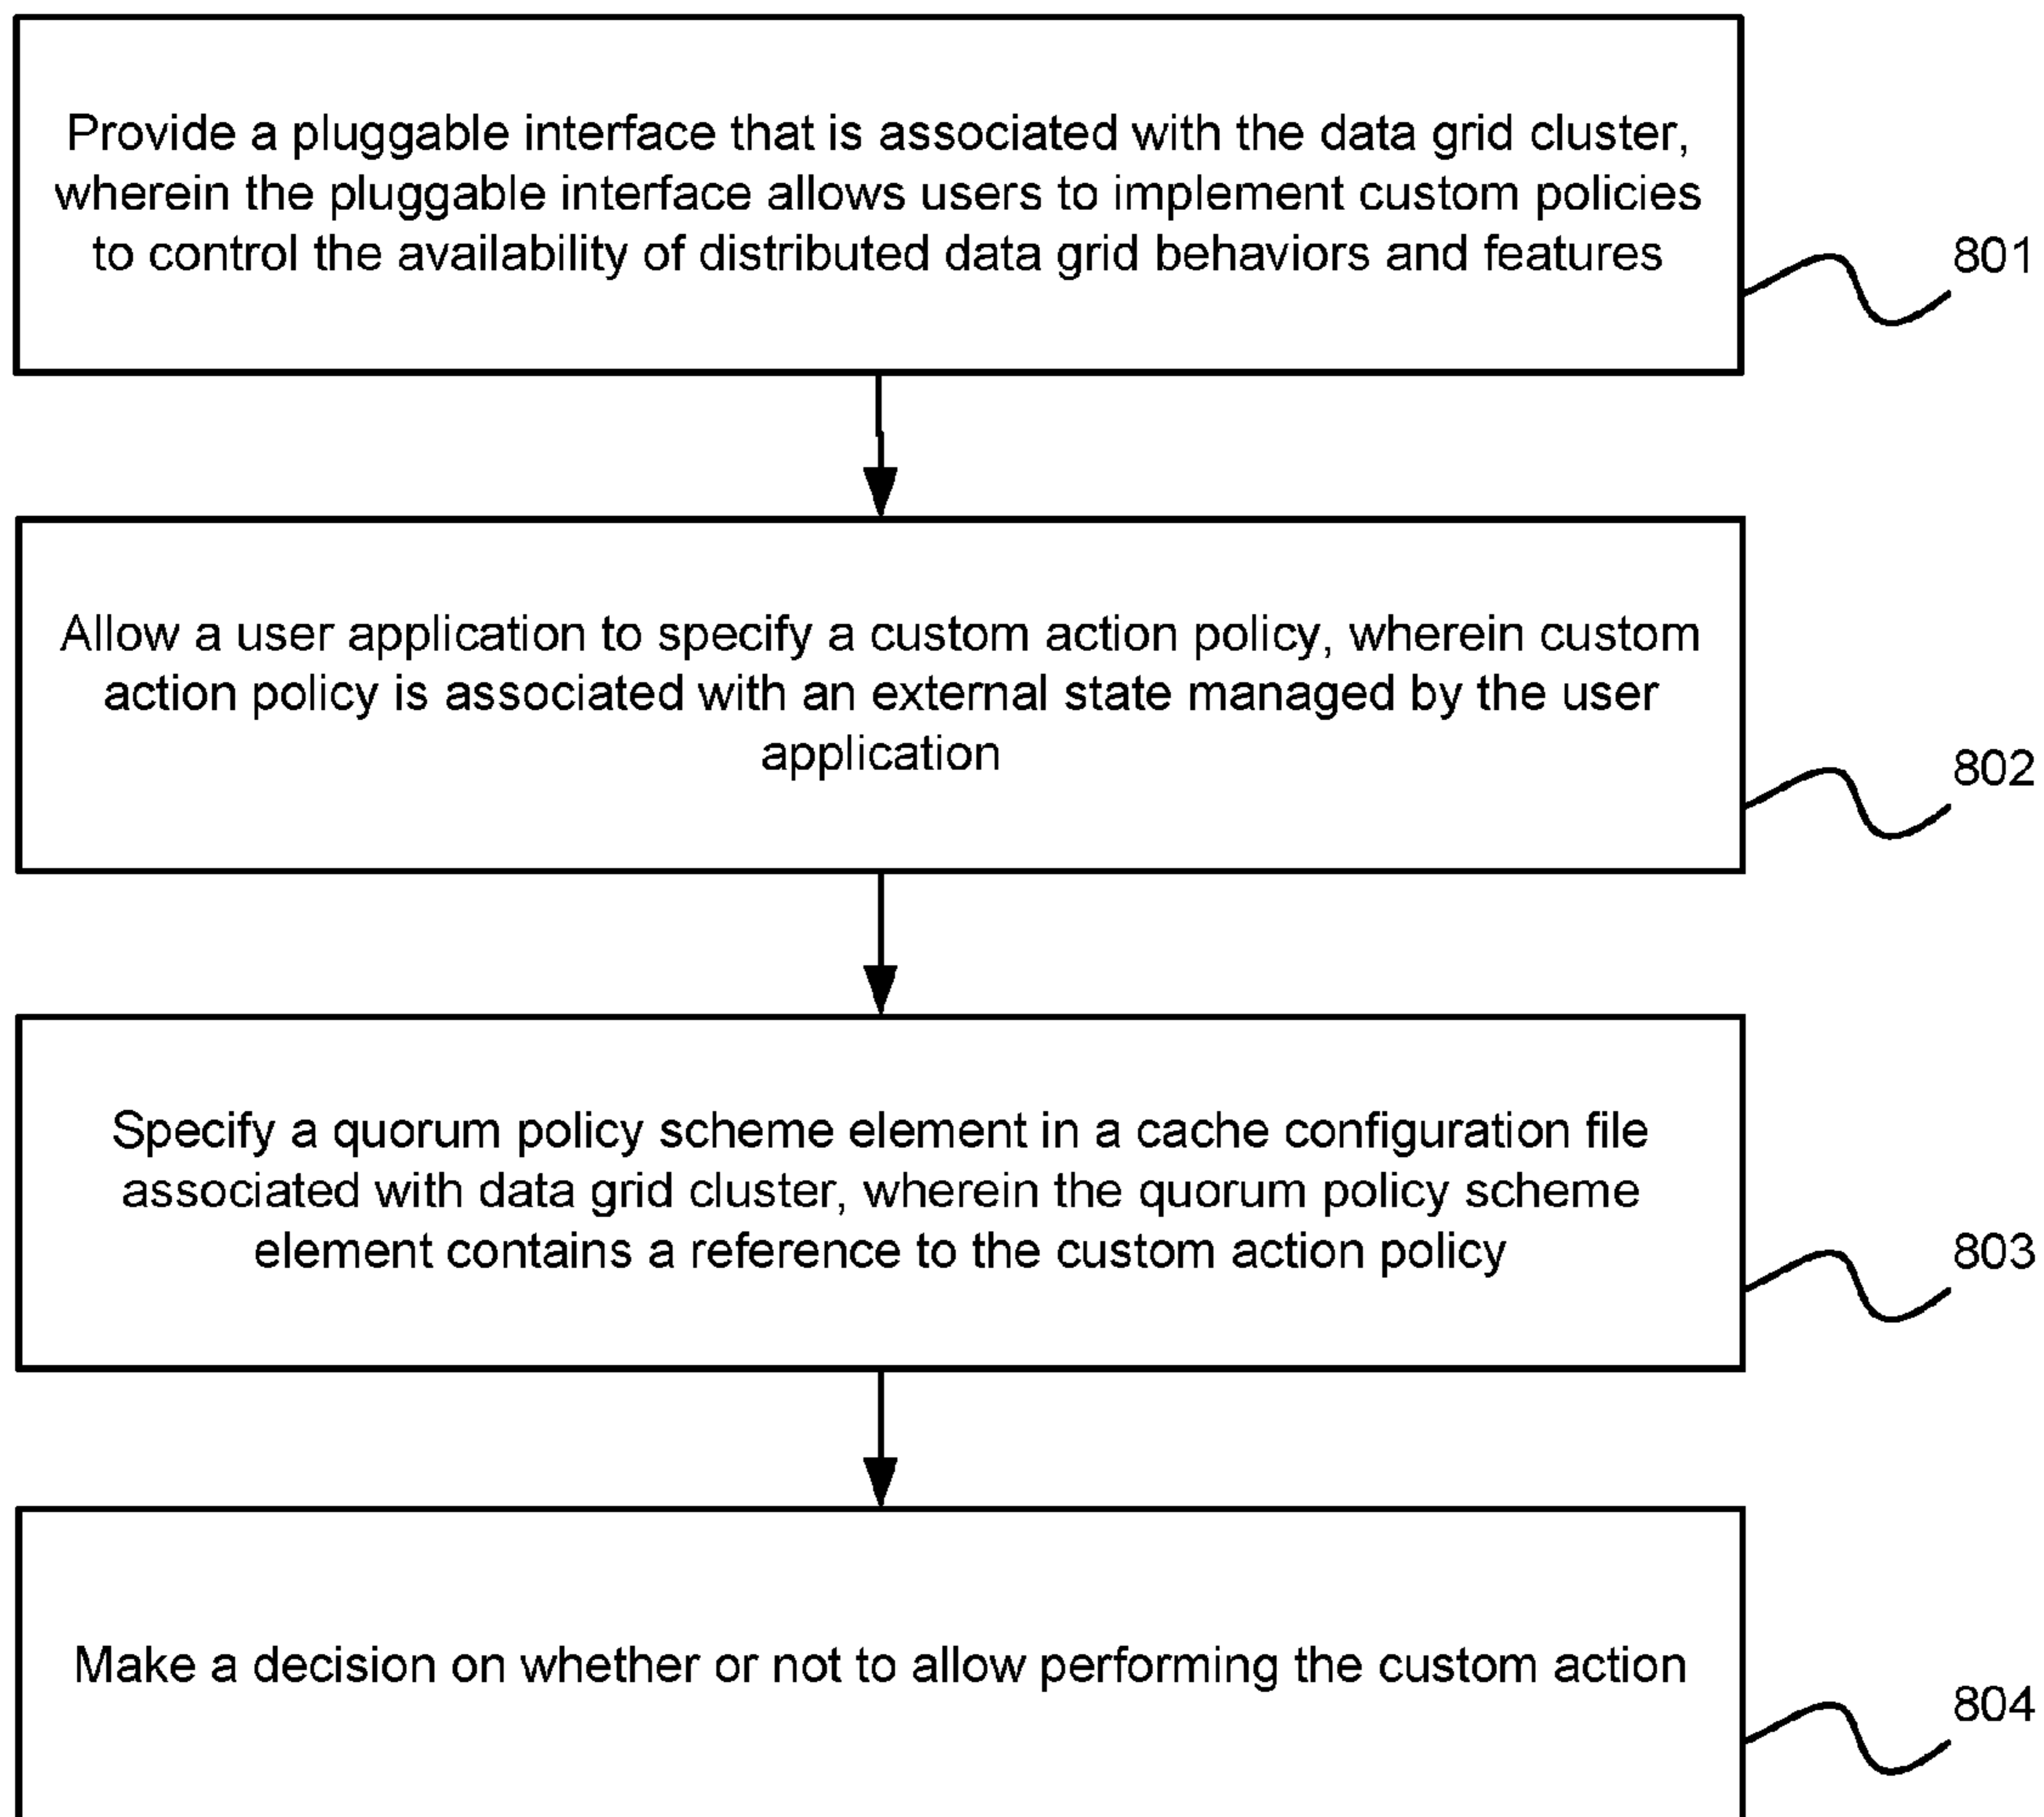 Provide a pluggable interface that is associated with the data grid cluster,
wherein the pluggable interface allows users to implement custom policies
to control the availability of distributed data grid behaviors and features
801
Allow a user application to specify a custom action policy, wherein custom
action policy is associated with an external state managed by the user
application
802
Specify a quorum policy scheme element in a cache configuration file
associated with data grid cluster, wherein the quorum policy scheme
element contains a reference to the custom action policy
803
Make a decision on whether or not to allow performing the custom action
804